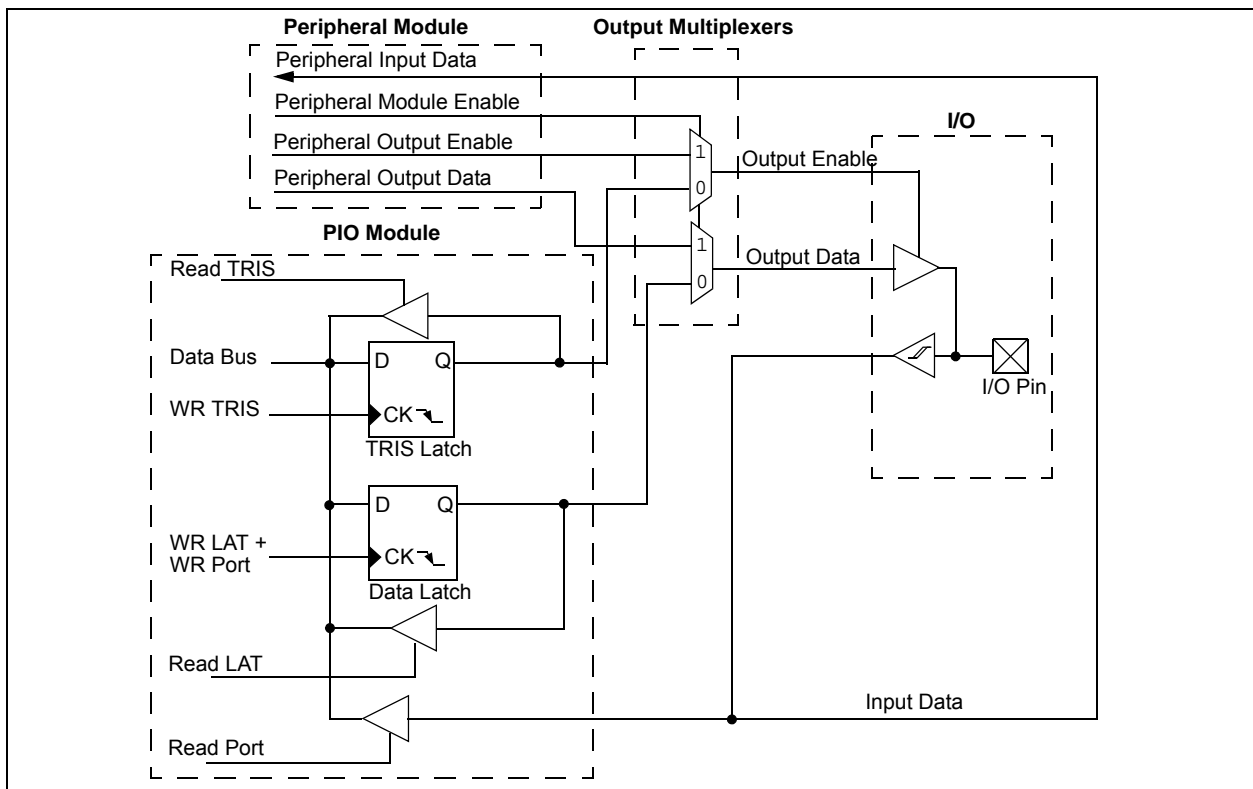 Peripheral Module
Output Multiplexers
Peripheral Input Data
Peripheral Module Enable
Peripheral Output Enable
Peripheral Output Data
I/O
1
0
Output Enable
PIO Module
1
0
Output Data
Read TRIS
Data Bus
D
Q
WR TRIS
CK
TRIS Latch
I/O Pin
D
Q
WR LAT +
WR Port
CK
Data Latch
Read LAT
Input Data
Read Port